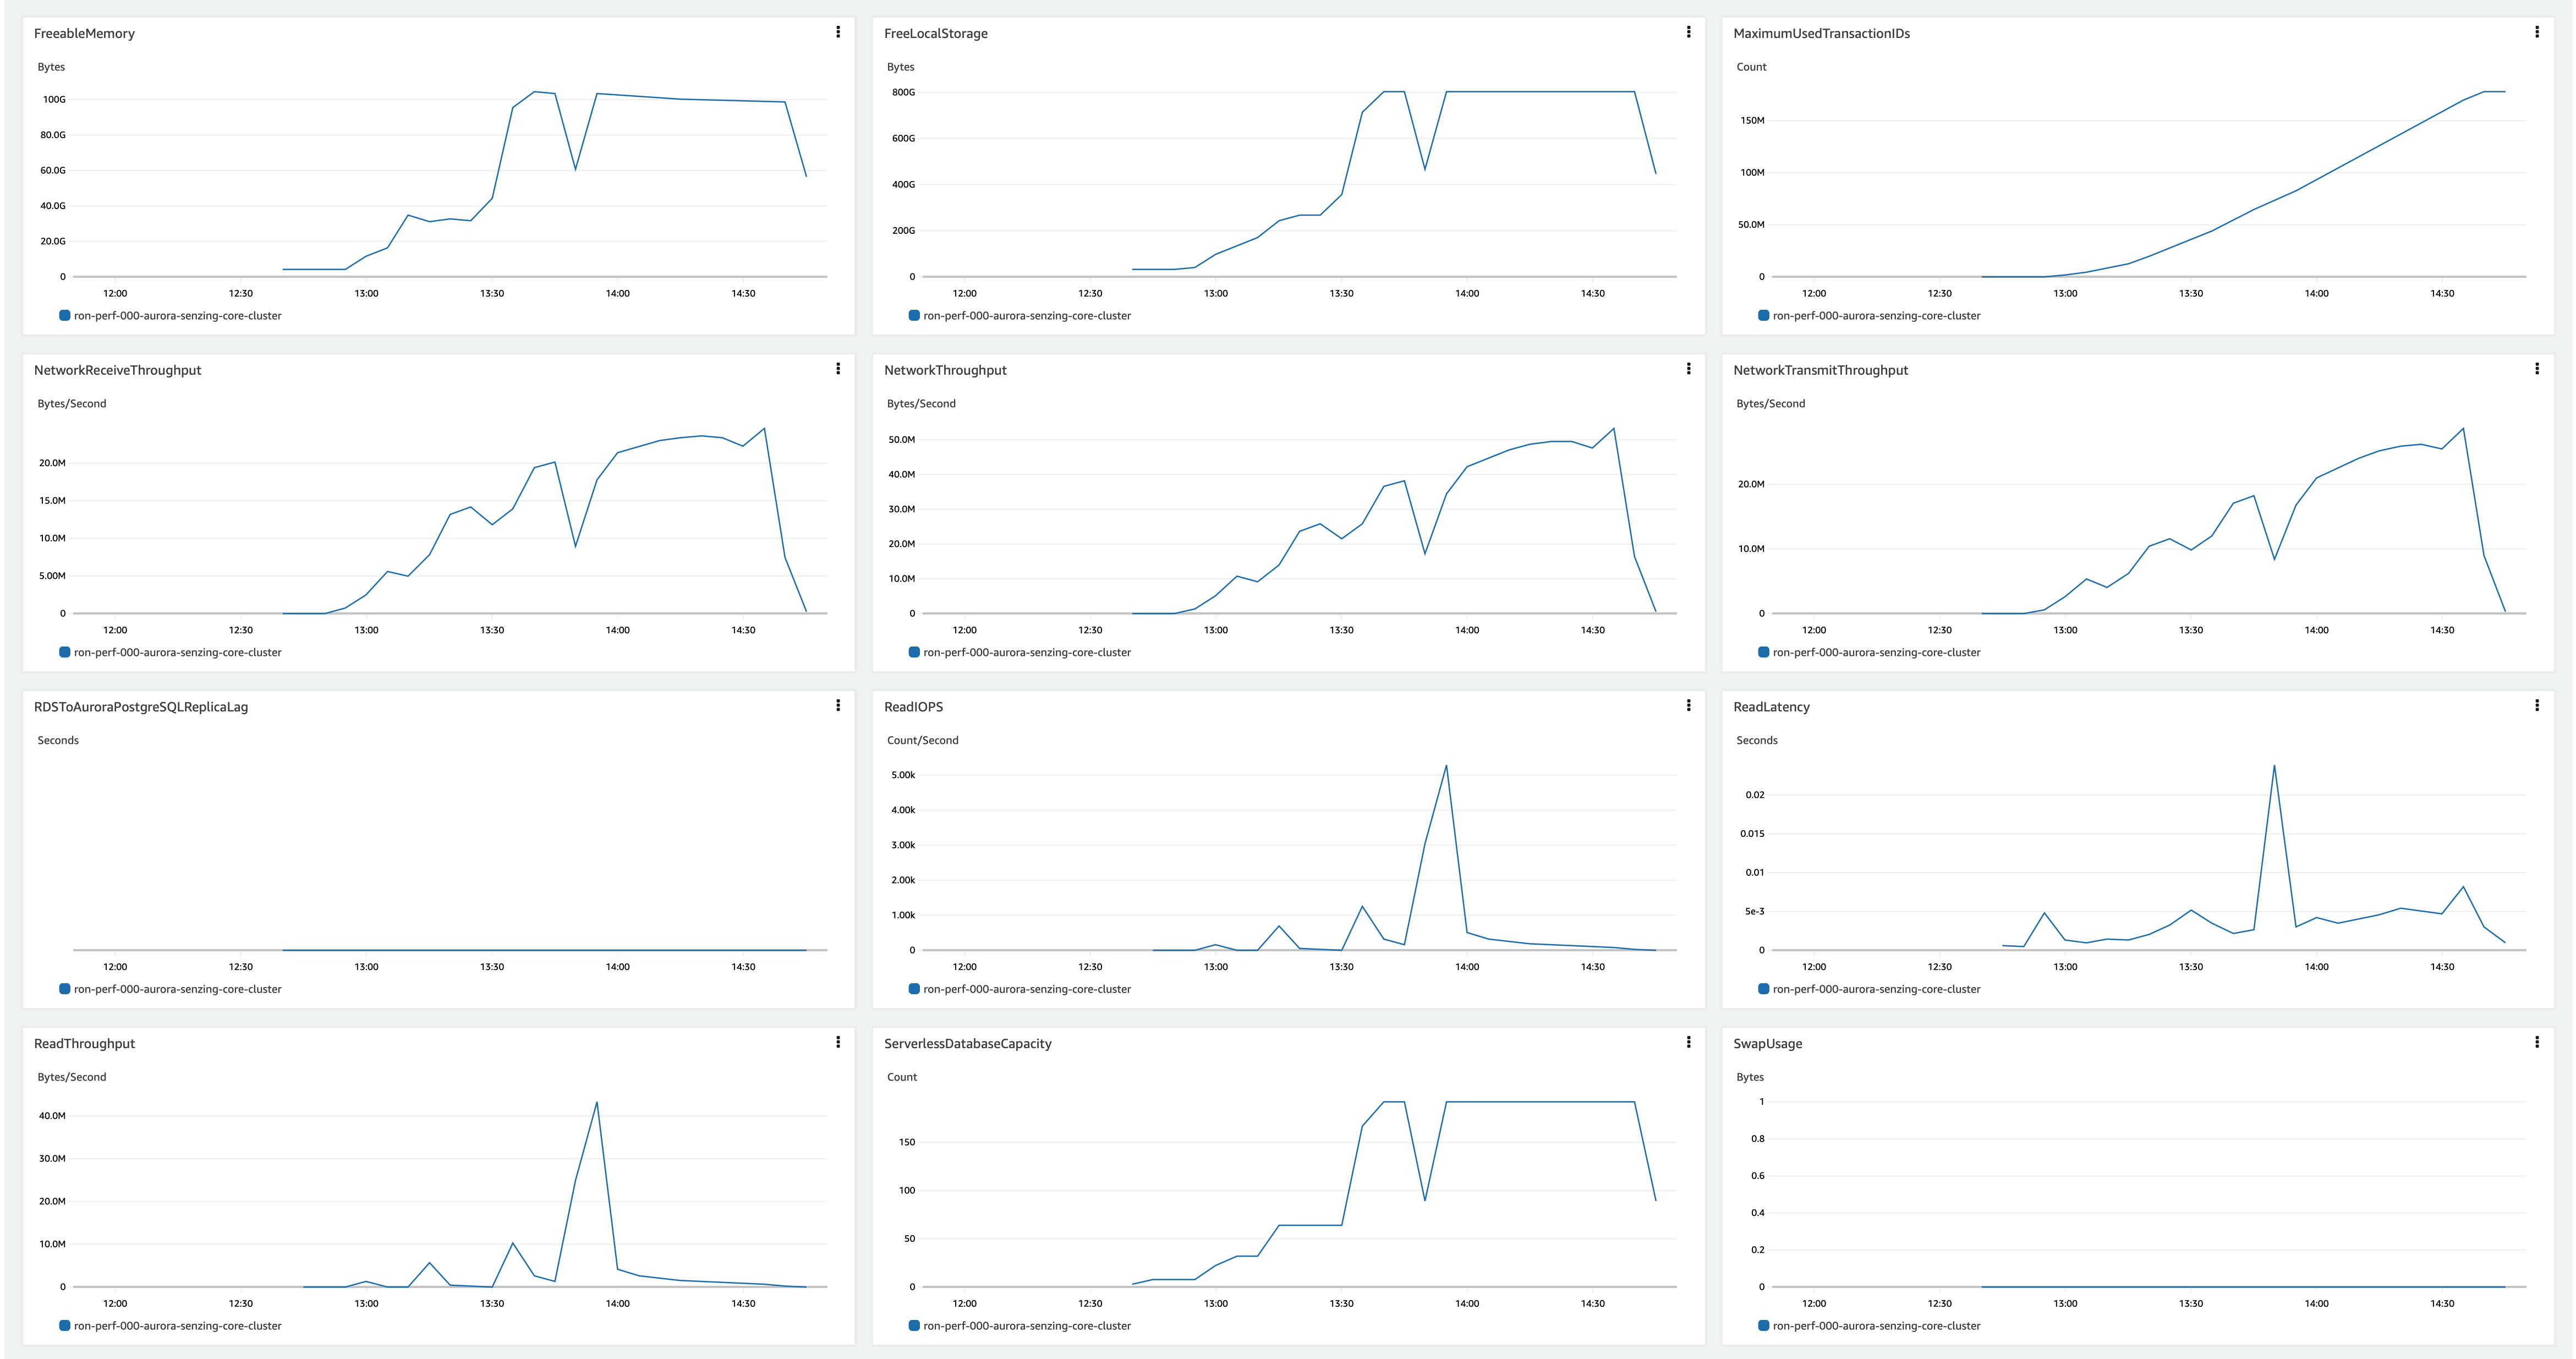 FreeableMemory
Bytes
100G
80.0G
60.0G
40.0G
20.0G
0
12:00 12:30 13:00 13:30 14:00 14:30
ron-perf-000-aurora-senzing-core-cluster
FreeLocalStorage
Bytes
800G
600G
400G
200G
0
12:00 12:30 13:00 13:30 14:00 14:30
ron-perf-000-aurora-senzing-core-cluster
MaximumUsedTransactionIDs
Count
150M
100M
50.0M
0
12:00 12:30 13:00 13:30 14:00 14:30
ron-perf-000-aurora-senzing-core-cluster
NetworkReceiveThroughput
Bytes/Second
20.0M
15.0M
10.0M
5.00M
0
12:00 12:30 13:00 13:30 14:00 14:30
ron-perf-000-aurora-senzing-core-cluster
NetworkThroughput
Bytes/Second
50.0M
40.0M
30.0M
20.0M
10.0M
0
12:00 12:30 13:00 13:30 14:00 14:30
ron-perf-000-aurora-senzing-core-cluster
NetworkTransmitThroughput
Bytes/Second
20.0M
10.0M
0
12:00 12:30 13:00 13:30 14:00 14:30
ron-perf-000-aurora-senzing-core-cluster
RDSToAuroraPostgreSQLReplicaLag
Seconds
12:00 12:30 13:00 13:30 14:00 14:30
ron-perf-000-aurora-senzing-core-cluster
ReadIOPS
Count/Second
5.00k
4.00k
3.00k
2.00k
1.00k
0
12:00 12:30 13:00 13:30 14:00 14:30
ron-perf-000-aurora-senzing-core-cluster
ReadLatency
Seconds
0.02
0.015
0.01
5e-3
0
12:00 12:30 13:00 13:30 14:00 14:30
ron-perf-000-aurora-senzing-core-cluster
ReadThroughput
Bytes/Second
40.0M
30.0M
20.0M
10.0M
0
12:00 12:30 13:00 13:30 14:00 14:30
ron-perf-000-aurora-senzing-core-cluster
ServerlessDatabaseCapacity
Count
150
100
50
0
12:00 12:30 13:00 13:30 14:00 14:30
ron-perf-000-aurora-senzing-core-cluster
SwapUsage
Bytes
1
0.8
0.6
0.4
0.2
0
12:00 12:30 13:00 13:30 14:00 14:30
ron-perf-000-aurora-senzing-core-cluster